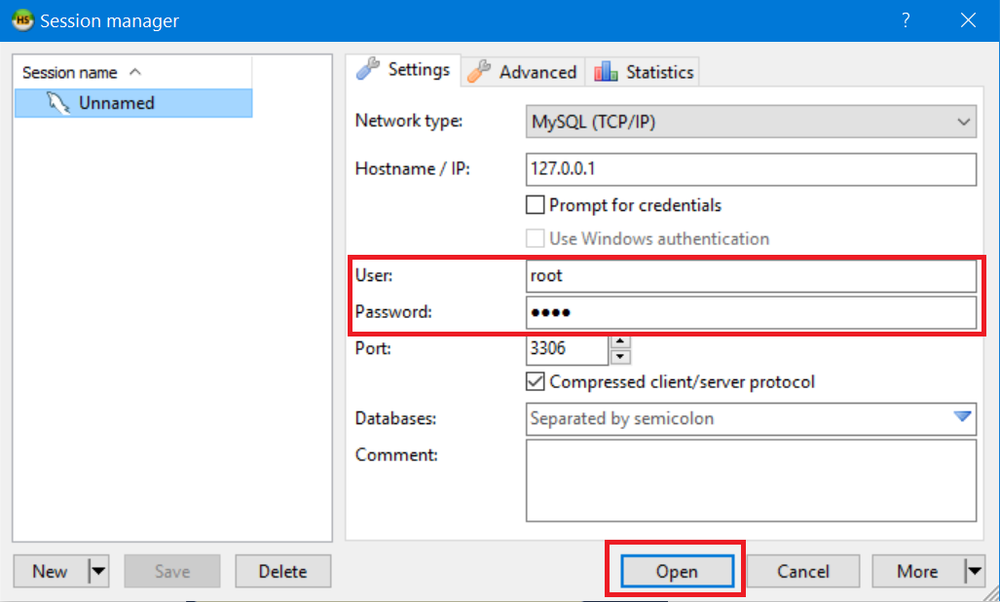 HS Session manager ?
Session name
Unnamed
Settings Advanced Statistics
Network type: MySQL (TCP/IP)
Hostname / IP: 127.0.0.1
Prompt for credentials
Use Windows authentication
User: root
Password: ●●●●
Port: 3306
Compressed client/server protocol
Databases: Separated by semicolon
Comment:
New Save Delete Open Cancel More